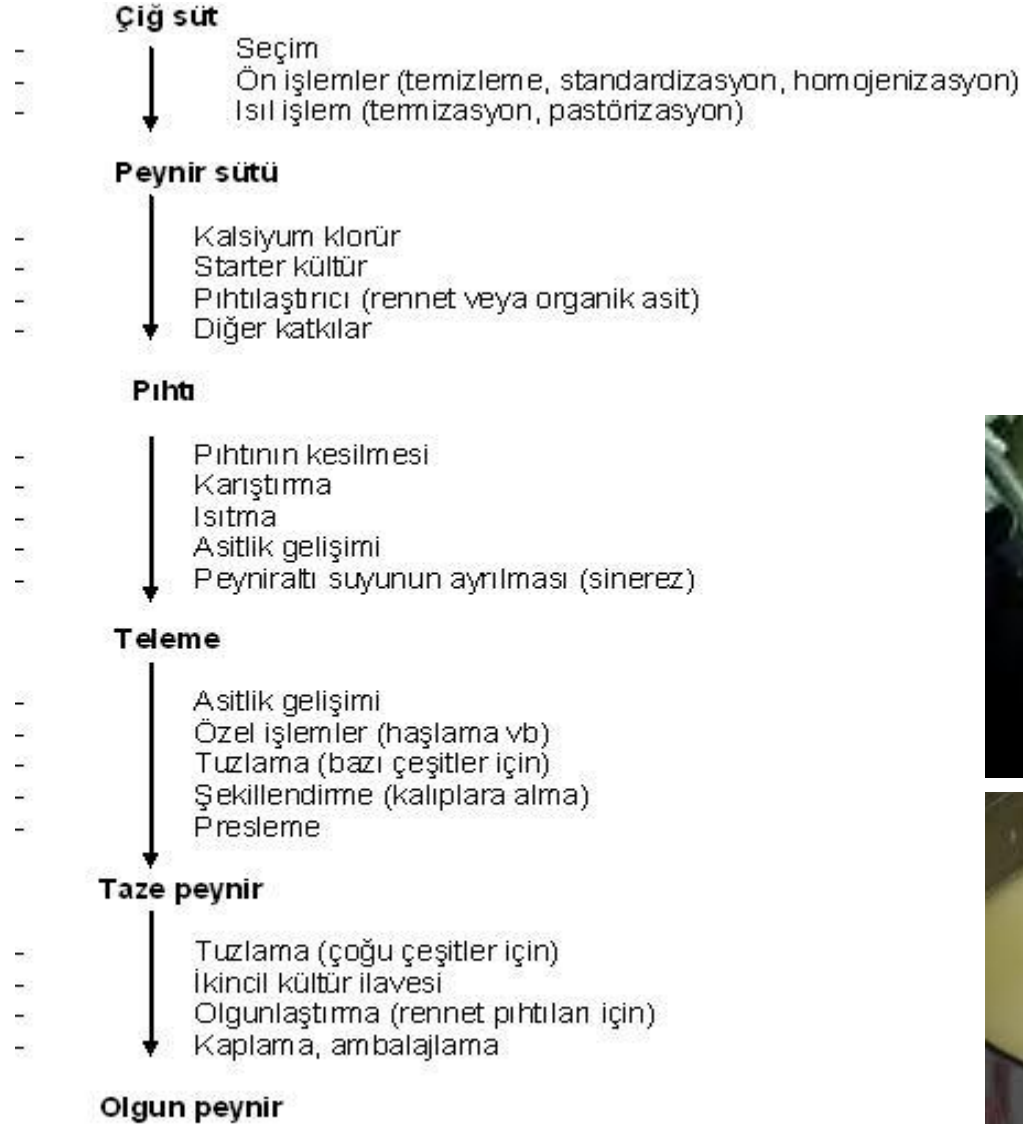 Çiğ süt
- Seçim
- Ön işlemler (temizleme, standardizasyon, homojenizasyon)
- Isıl işlem (termizasyon, pastörizasyon)
Peynir sütü
- Kalsiyum klorür
- Starter kültür
- Pıhtılaştırıcı (rennet veya organik asit)
- Diğer katkılar
Pıhtı
- Pıhtının kesilmesi
- Karıştırma
- Isıtma
- Asitlik gelişimi
- Peyniraltı suyunun ayrılması (sinerez)
Teleme
- Asitlik gelişimi
- Özel işlemler (haşlama vb)
- Tuzlama (bazı çeşitler için)
- Şekillendirme (kalıplara alma)
- Presleme
Taze peynir
- Tuzlama (çoğu çeşitler için)
- İkincil kültür ilavesi
- Olgunlaştırma (rennet pıhtıları için)
- Kaplama, ambalajlama
Olgun peynir